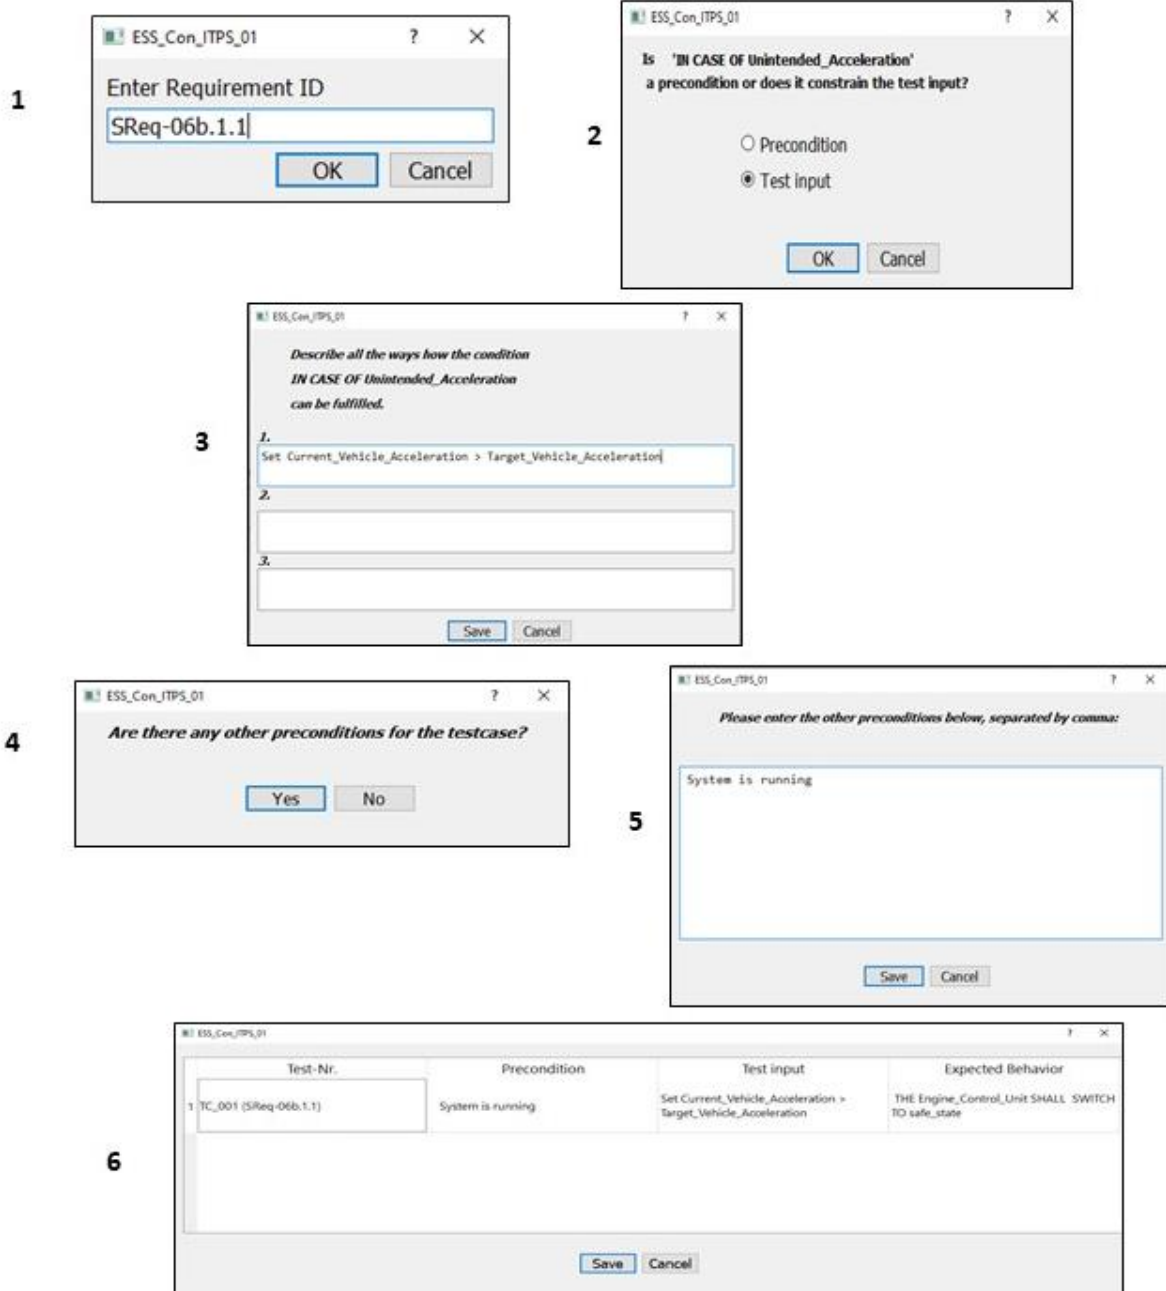 1
ESS_Con_ITPS_01 ? ×
Enter Requirement ID
SReq-06b.1.1
OK Cancel
2
ESS_Con_ITPS_01 ? ×
Is 'IN CASE OF Unintended_Acceleration'
a precondition or does it constrain the test input?
Precondition
Test input
OK Cancel
3
ESS_Con_ITPS_01 ? ×
Describe all the ways how the condition
IN CASE OF Unintended_Acceleration
can be fulfilled.
1.
Set Current_Vehicle_Acceleration > Target_Vehicle_Acceleration
2.
3.
Save Cancel
4
ESS_Con_ITPS_01 ? ×
Are there any other preconditions for the testcase?
Yes No
5
ESS_Con_ITPS_01 ? ×
Please enter the other preconditions below, separated by comma:
System is running
Save Cancel
6
ESS_Con_ITPS_01 ? ×
Test-Nr. Precondition Test input Expected Behavior
1 TC_001 (SReq-06b.1.1) System is running Set Current_Vehicle_Acceleration > THE Engine_Control_Unit SHALL SWITCH
Target_Vehicle_Acceleration TO safe_state
Save Cancel